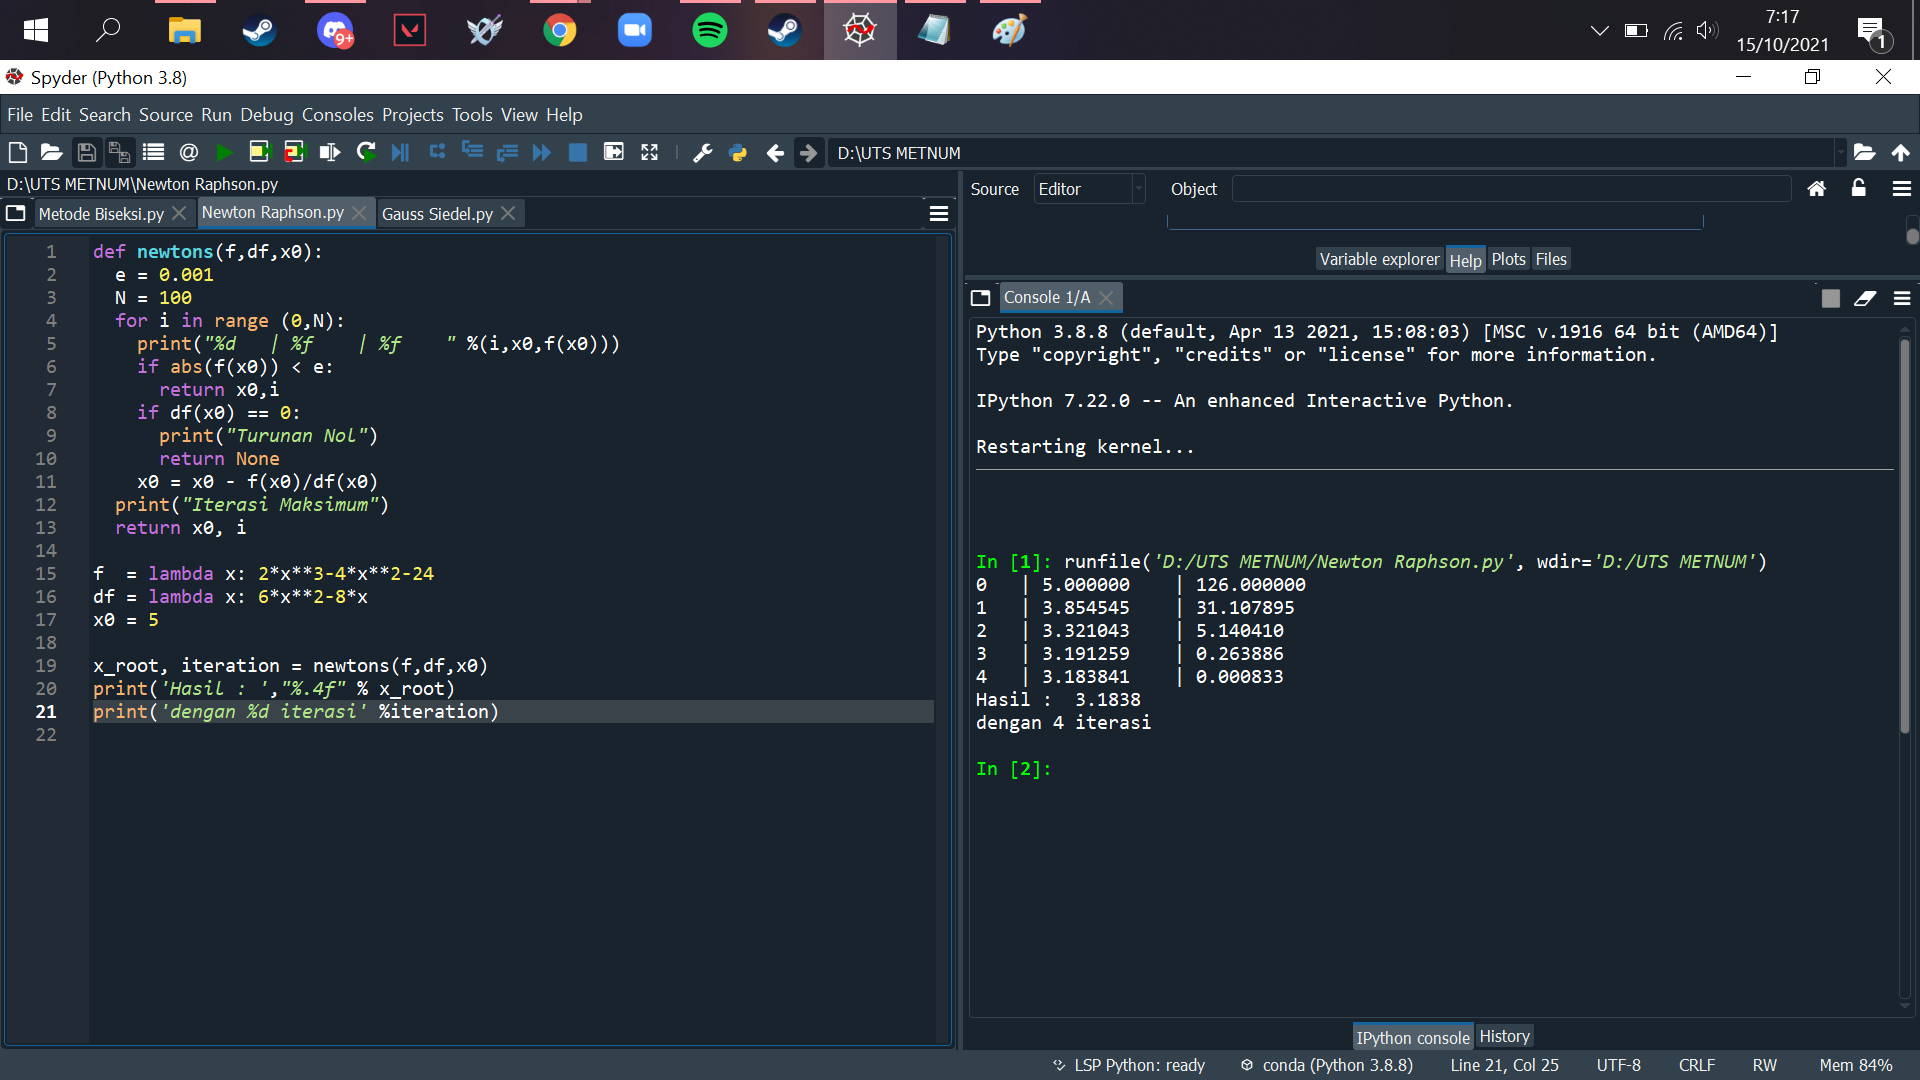 9+
7:17
15/10/2021
1
Spyder (Python 3.8)
File Edit Search Source Run Debug Consoles Projects Tools View Help
D:\UTS METNUM
D:\UTS METNUM\Newton Raphson.py
Metode Biseksi.py
Newton Raphson.py
Gauss Siedel.py
1 def newtons(f,df,x0):
2   e = 0.001
3   N = 100
4   for i in range (0,N):
5     print("%d   | %f    | %f    " %(i,x0,f(x0)))
6     if abs(f(x0)) < e:
7       return x0,i
8     if df(x0) == 0:
9       print("Turunan Nol")
10       return None
11     x0 = x0 - f(x0)/df(x0)
12   print("Iterasi Maksimum")
13   return x0, i
14
15 f  = lambda x: 2*x**3-4*x**2-24
16 df = lambda x: 6*x**2-8*x
17 x0 = 5
18
19 x_root, iteration = newtons(f,df,x0)
20 print('Hasil : ',"%.4f" % x_root)
21 print('dengan %d iterasi' %iteration)
22
Source Editor Object
Variable explorer Help Plots Files
Console 1/A
Python 3.8.8 (default, Apr 13 2021, 15:08:03) [MSC v.1916 64 bit (AMD64)]
Type "copyright", "credits" or "license" for more information.
IPython 7.22.0 -- An enhanced Interactive Python.
Restarting kernel...
In [1]: runfile('D:/UTS METNUM/Newton Raphson.py', wdir='D:/UTS METNUM')
0   | 5.000000    | 126.000000
1   | 3.854545    | 31.107895
2   | 3.321043    | 5.140410
3   | 3.191259    | 0.263886
4   | 3.183841    | 0.000833
Hasil :  3.1838
dengan 4 iterasi
In [2]:
IPython console History
LSP Python: ready conda (Python 3.8.8) Line 21, Col 25 UTF-8 CRLF RW Mem 84%